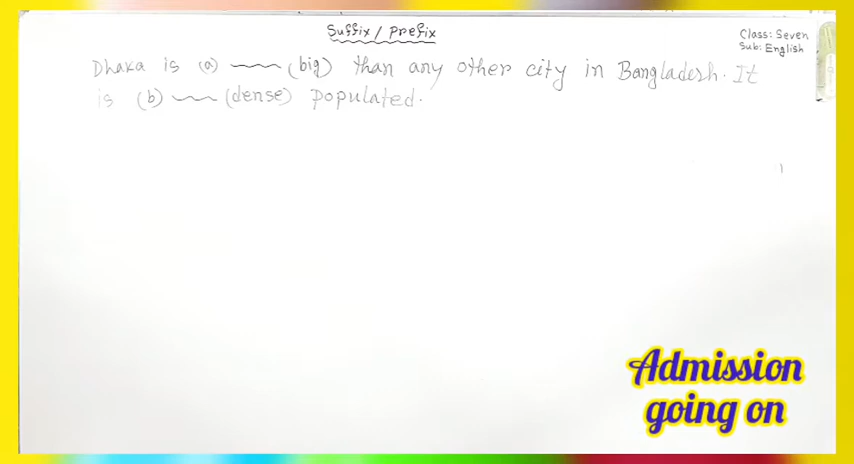 Suffix / Prefix
Class: Seven
Sub: English
Dhaka is (a) ~~~~ (big) than any other city in Bangladesh. It
is (b) ~~~~ (dense) populated.
Admission
going on